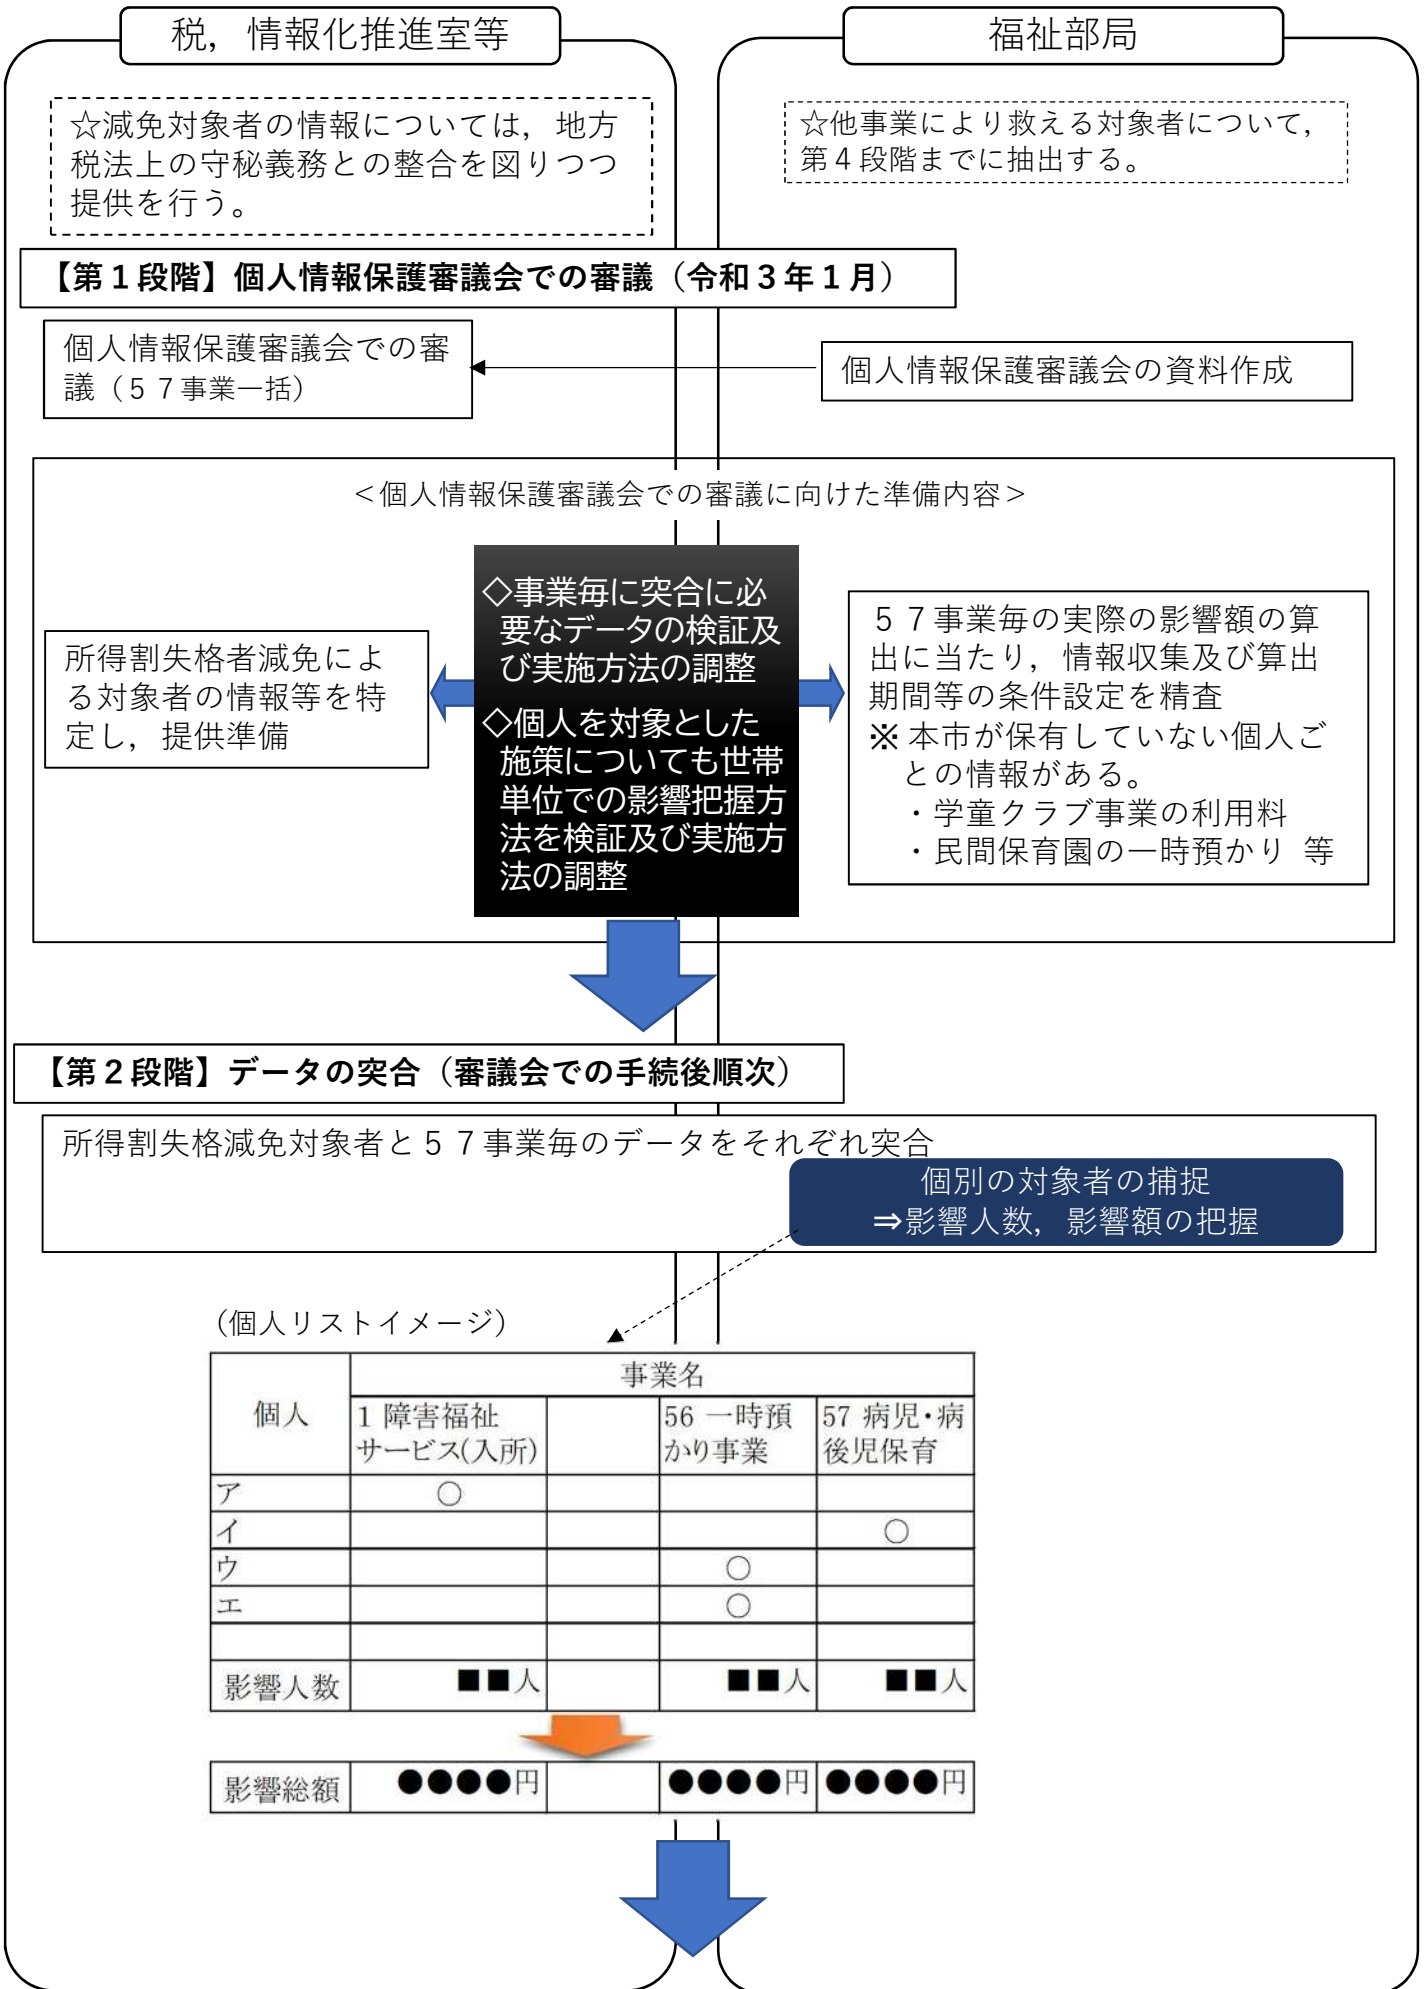 税，情報化推進室等
福祉部局
☆減免対象者の情報については，地方
税法上の守秘義務との整合を図りつつ
提供を行う。
☆他事業により救える対象者について，
第４段階までに抽出する。
【第１段階】個人情報保護審議会での審議（令和３年１月）
個人情報保護審議会での審
議（５７事業一括）
個人情報保護審議会の資料作成
＜個人情報保護審議会での審議に向けた準備内容＞
所得割失格者減免によ
る対象者の情報等を特
定し，提供準備
◇事業毎に突合に必
要なデータの検証及
び実施方法の調整
◇個人を対象とした
施策についても世帯
単位での影響把握方
法を検証及び実施方
法の調整
５７事業毎の実際の影響額の算
出に当たり，情報収集及び算出
期間等の条件設定を精査
※ 本市が保有していない個人ご
との情報がある。
・学童クラブ事業の利用料
・民間保育園の一時預かり 等
【第２段階】データの突合（審議会での手続後順次）
所得割失格減免対象者と５７事業毎のデータをそれぞれ突合
個別の対象者の捕捉
⇒影響人数，影響額の把握
（個人リストイメージ）
個人
事業名
1 障害福祉
サービス(入所)
56 一時預
かり事業
57 病児・病
後児保育
ア ○
イ ○
ウ ○
エ ○
影響人数 ■■人 ■■人 ■■人
影響総額 ●●●●円 ●●●●円 ●●●●円